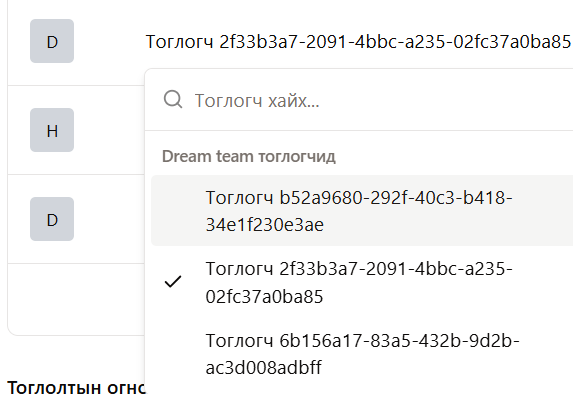 D
Тоглогч 2f33b3a7-2091-4bbc-a235-02fc37a0ba85
Тоглогч хайх...
H
Dream team тоглогчид
Тоглогч b52a9680-292f-40c3-b418-
34e1f230e3ae
D
Тоглогч 2f33b3a7-2091-4bbc-a235-
02fc37a0ba85
Тоглогч 6b156a17-83a5-432b-9d2b-
ac3d008adbff
Тоглолтын